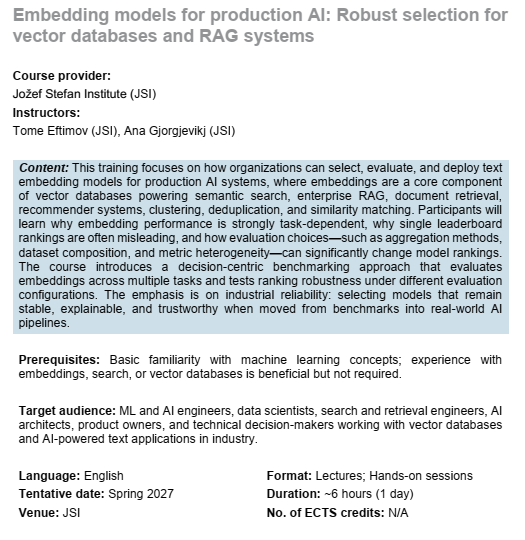 Embedding models for production AI: Robust selection for
vector databases and RAG systems
Course provider:
Jožef Stefan Institute (JSI)
Instructors:
Tome Eftimov (JSI), Ana Gjorgjevikj (JSI)
Content: This training focuses on how organizations can select, evaluate, and deploy text
embedding models for production AI systems, where embeddings are a core component
of vector databases powering semantic search, enterprise RAG, document retrieval,
recommender systems, clustering, deduplication, and similarity matching. Participants will
learn why embedding performance is strongly task-dependent, why single leaderboard
rankings are often misleading, and how evaluation choices—such as aggregation methods,
dataset composition, and metric heterogeneity—can significantly change model rankings.
The course introduces a decision-centric benchmarking approach that evaluates
embeddings across multiple tasks and tests ranking robustness under different evaluation
configurations. The emphasis is on industrial reliability: selecting models that remain
stable, explainable, and trustworthy when moved from benchmarks into real-world AI
pipelines.
Prerequisites: Basic familiarity with machine learning concepts; experience with
embeddings, search, or vector databases is beneficial but not required.
Target audience: ML and AI engineers, data scientists, search and retrieval engineers, AI
architects, product owners, and technical decision-makers working with vector databases
and AI-powered text applications in industry.
Language: English
Tentative date: Spring 2027
Venue: JSI
Format: Lectures; Hands-on sessions
Duration: ~6 hours (1 day)
No. of ECTS credits: N/A